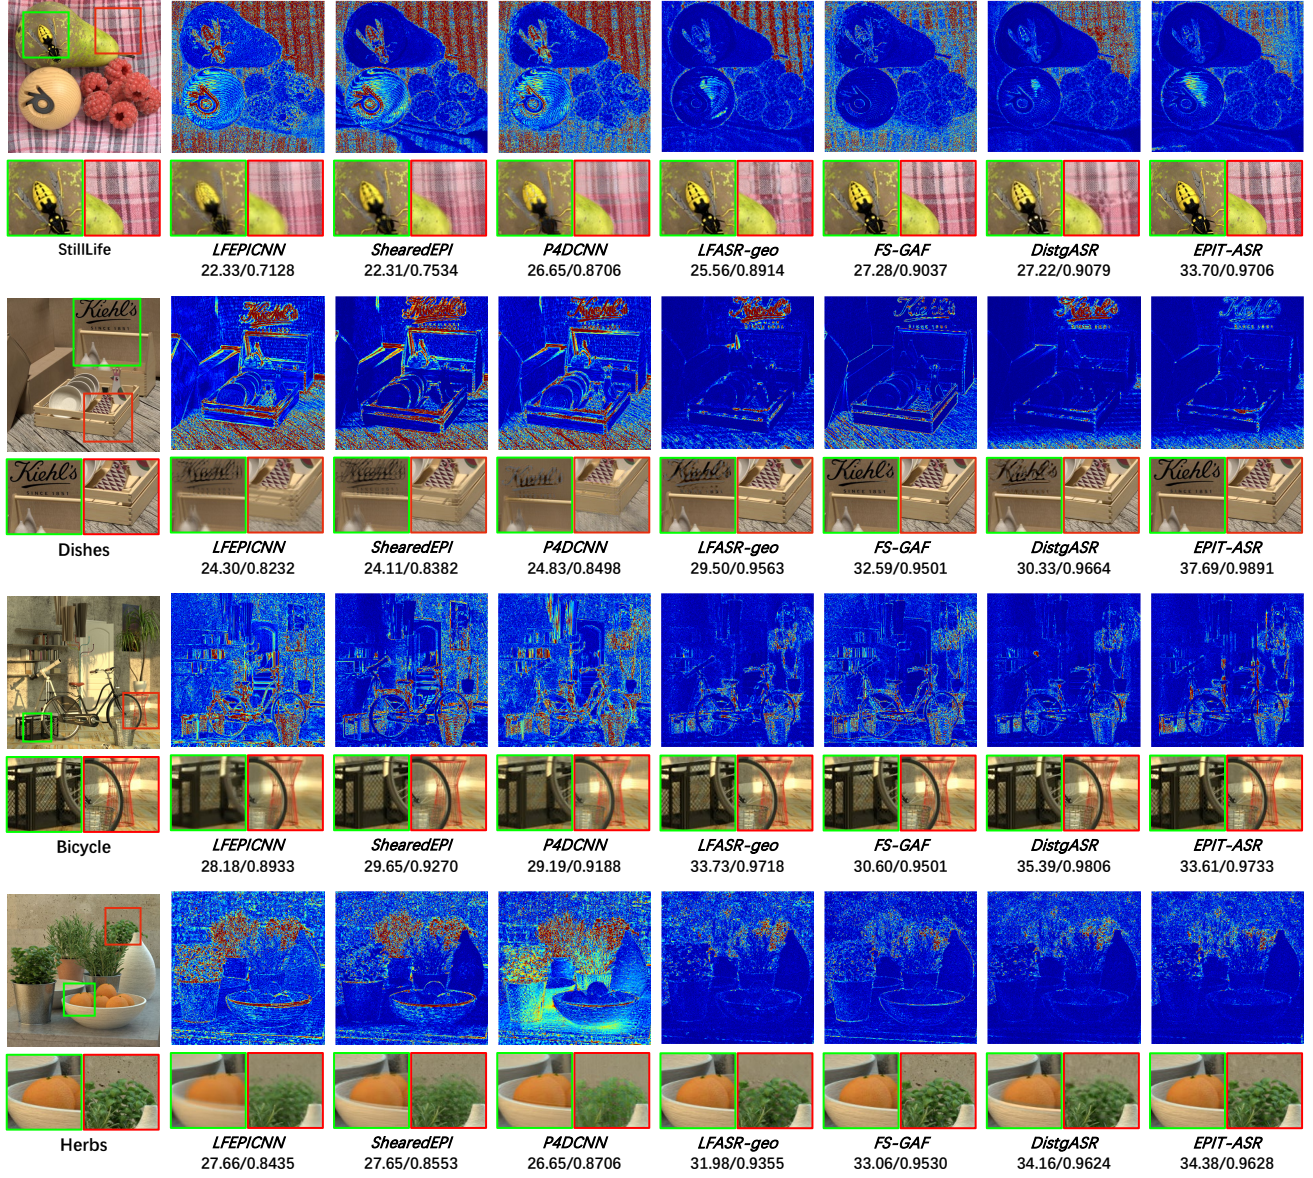 StillLife
LFEPICNN ShearedEPI P4DCNN LFASR-geo FS-GAF DistgASR EPIT-ASR
22.33/0.7128 22.31/0.7534 26.65/0.8706 25.56/0.8914 27.28/0.9037 27.22/0.9079 33.70/0.9706
Kiehl's
SINCE 1851
Dishes
LFEPICNN ShearedEPI P4DCNN LFASR-geo FS-GAF DistgASR EPIT-ASR
24.30/0.8232 24.11/0.8382 24.83/0.8498 29.50/0.9563 32.59/0.9501 30.33/0.9664 37.69/0.9891
Bicycle
LFEPICNN ShearedEPI P4DCNN LFASR-geo FS-GAF DistgASR EPIT-ASR
28.18/0.8933 29.65/0.9270 29.19/0.9188 33.73/0.9718 30.60/0.9501 35.39/0.9806 33.61/0.9733
Herbs
LFEPICNN ShearedEPI P4DCNN LFASR-geo FS-GAF DistgASR EPIT-ASR
27.66/0.8435 27.65/0.8553 26.65/0.8706 31.98/0.9355 33.06/0.9530 34.16/0.9624 34.38/0.9628